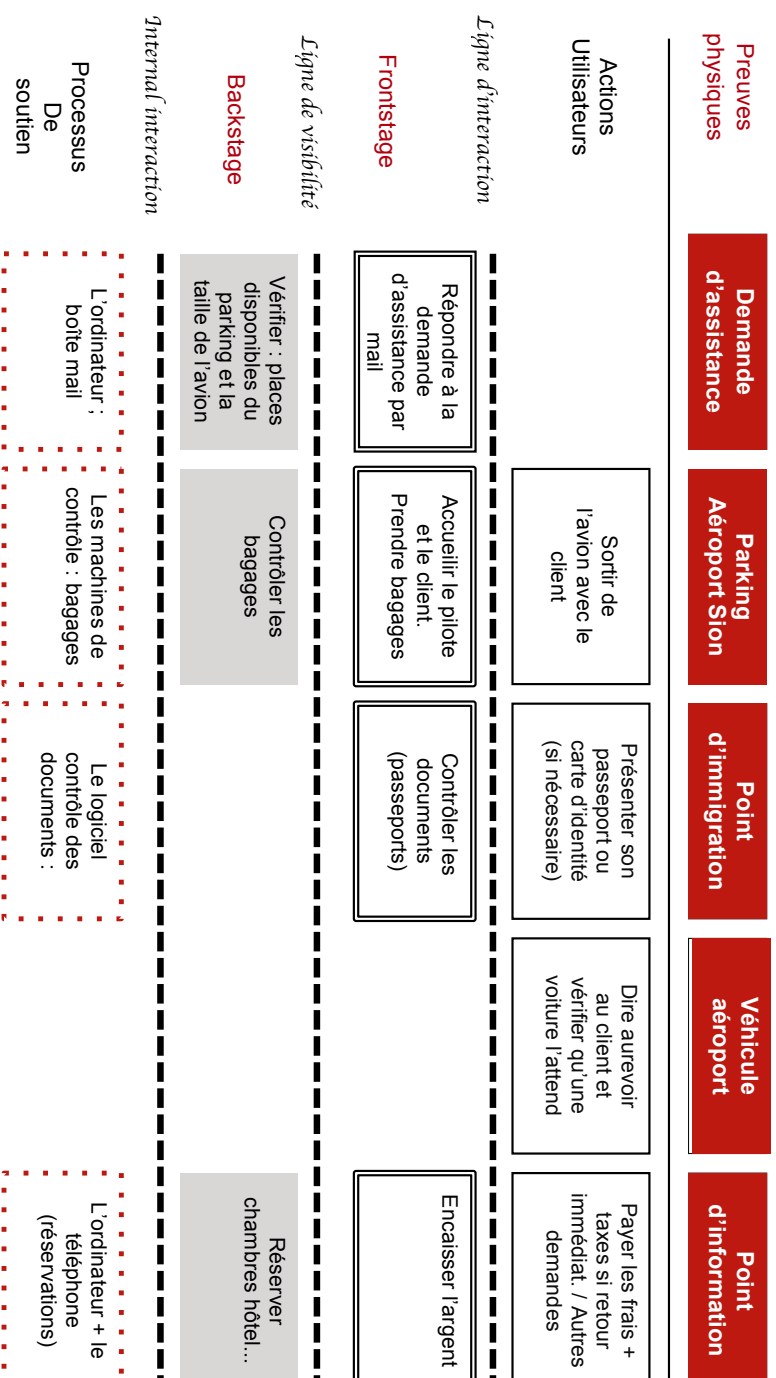 Preuves
physiques
Demande
d'assistance
Parking
Aéroport Sion
Point
d'immigration
Véhicule
aéroport
Point
d'information
Actions
Utilisateurs
Sortir de
l'avion avec le
client
Présenter son
passeport ou
carte d'identité
(si nécessaire)
Dire aurevoir
au client et
vérifier qu'une
voiture l'attend
Payer les frais +
taxes si retour
immédiat. / Autres
demandes
Ligne d'interaction
Frontstage
Répondre à la
demande
d'assistance par
mail
Accueilir le pilote
et le client.
Prendre bagages
Contrôler les
documents
(passeports)
Encaisser l'argent
Ligne de visibilité
Backstage
Vérifier : places
disponibles du
parking et la
taille de l'avion
Contrôler les
bagages
Réserver
chambres hôtel...
Internal interaction
Processus
De
soutien
L'ordinateur ;
boîte mail
Les machines de
contrôle : bagages
Le logiciel
contrôle des
documents :
L'ordinateur + le
téléphone
(réservations)